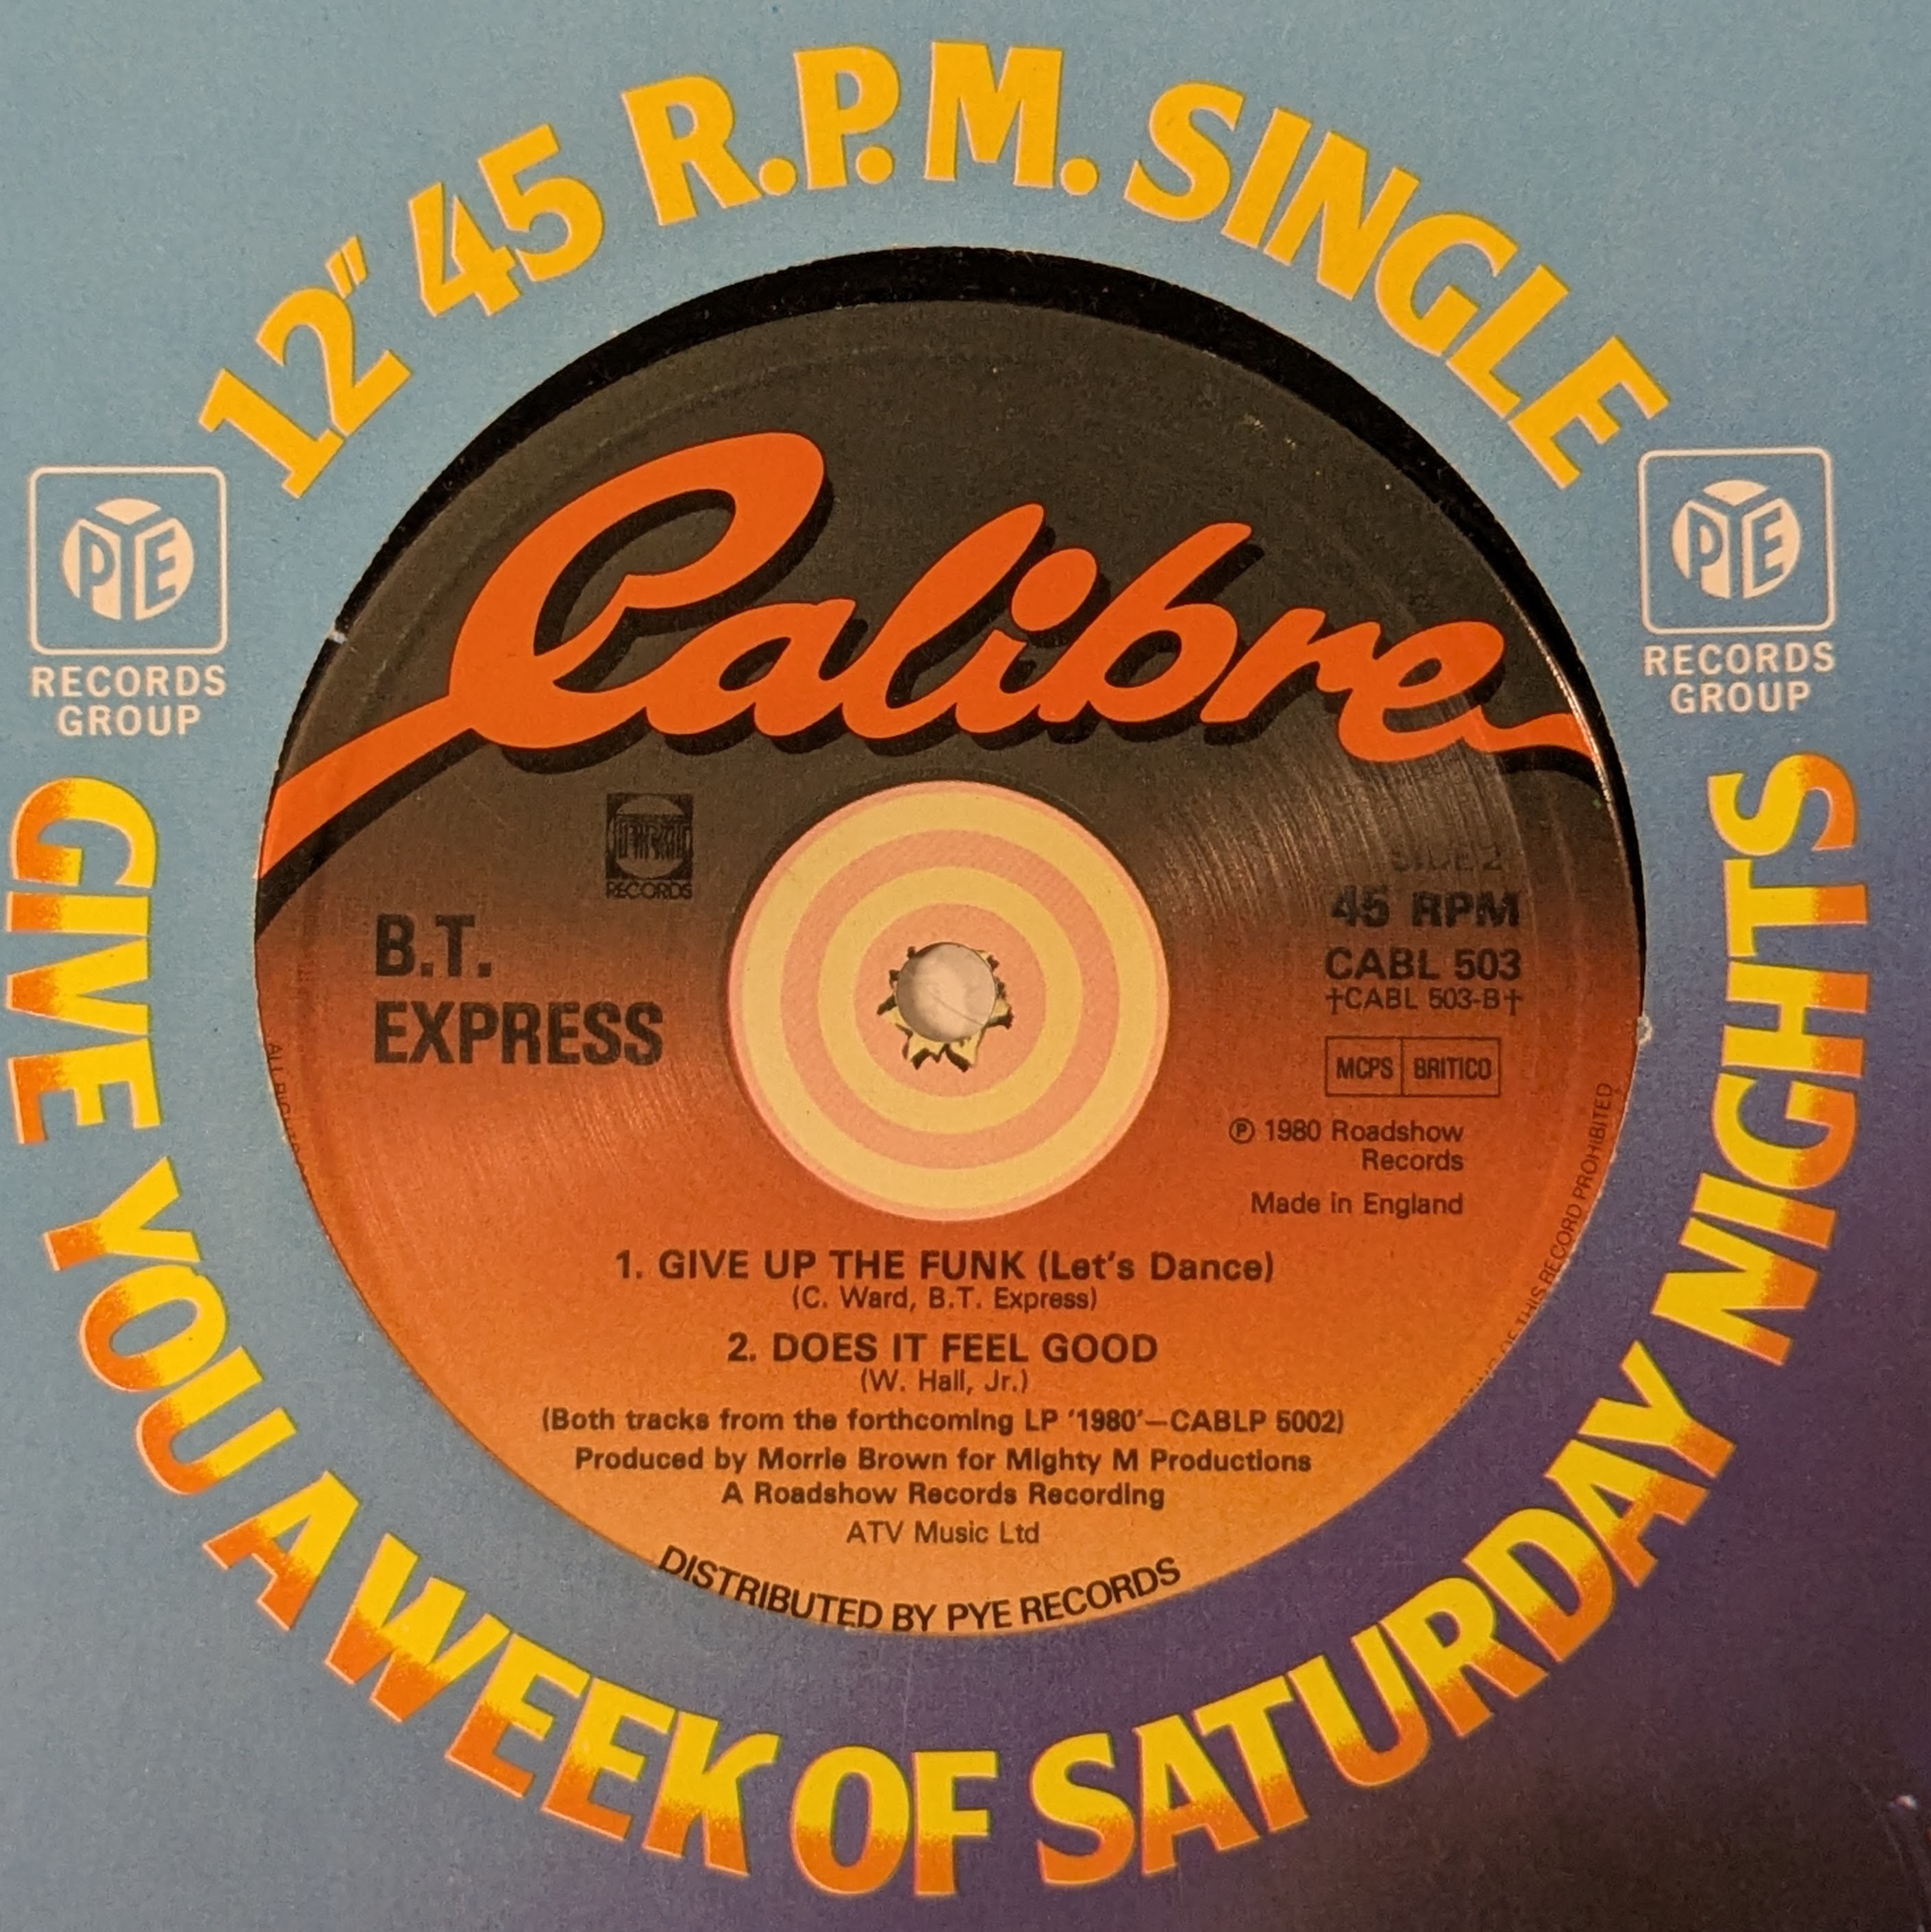 12" 45 R.P.M. SINGLE
PYE
RECORDS
GROUP
PYE
RECORDS
GROUP
Calibre
RECORDS
B.T.
EXPRESS
SIDE 2
45 RPM
CABL 503
†CABL 503-B†
MCPS BRITICO
℗ 1980 Roadshow
Records
Made in England
1. GIVE UP THE FUNK (Let's Dance)
(C. Ward, B.T. Express)
2. DOES IT FEEL GOOD
(W. Hall, Jr.)
(Both tracks from the forthcoming LP '1980'—CABLP 5002)
Produced by Morrie Brown for Mighty M Productions
A Roadshow Records Recording
ATV Music Ltd
DISTRIBUTED BY PYE RECORDS
OF THIS RECORD PROHIBITED
GIVE YOU A WEEK OF SATURDAY NIGHTS